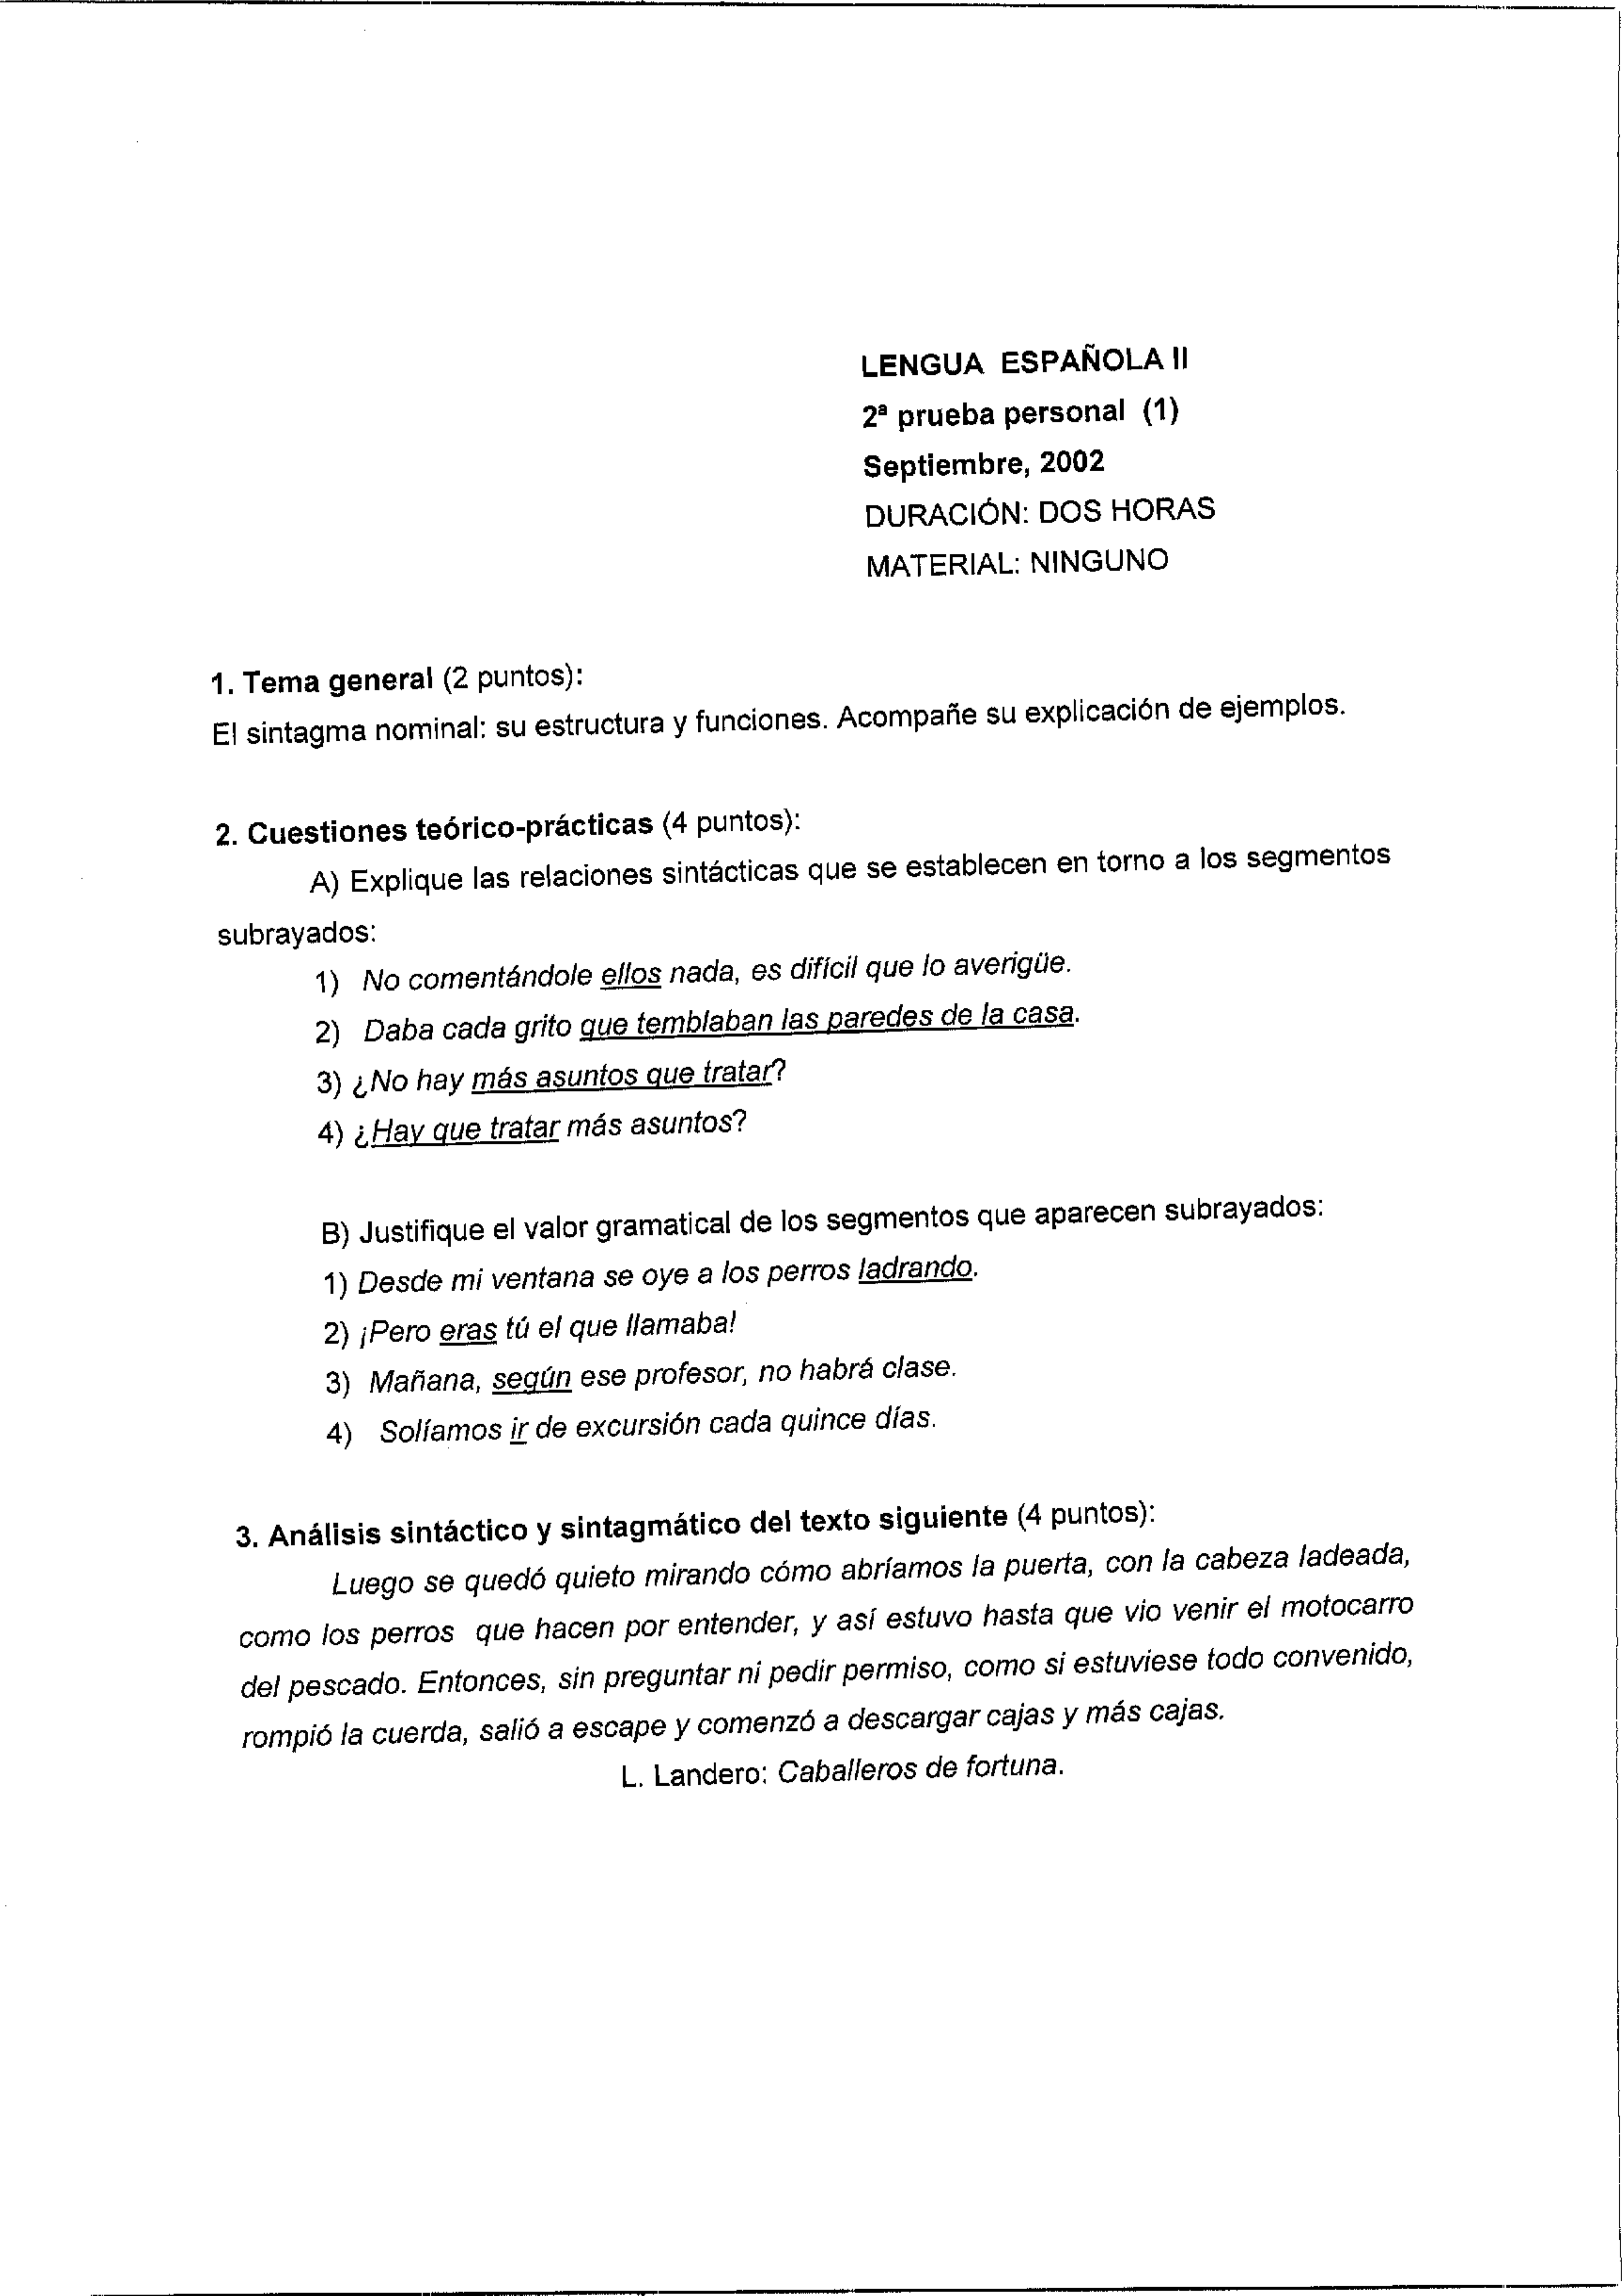 LENGUA ESPAÑOLA II
2ª prueba personal (1)
Septiembre, 2002
DURACIÓN: DOS HORAS
MATERIAL: NINGUNO
1. Tema general (2 puntos):
El sintagma nominal: su estructura y funciones. Acompañe su explicación de ejemplos.
2. Cuestiones teórico-prácticas (4 puntos):
A) Explique las relaciones sintácticas que se establecen en torno a los segmentos
subrayados:
1) No comentándole ellos nada, es difícil que lo averigüe.
2) Daba cada grito que temblaban las paredes de la casa.
3) ¿No hay más asuntos que tratar?
4) ¿Hay que tratar más asuntos?
B) Justifique el valor gramatical de los segmentos que aparecen subrayados:
1) Desde mi ventana se oye a los perros ladrando.
2) ¡Pero eras tú el que llamaba!
3) Mañana, según ese profesor, no habrá clase.
4) Solíamos ir de excursión cada quince días.
3. Análisis sintáctico y sintagmático del texto siguiente (4 puntos):
Luego se quedó quieto mirando cómo abríamos la puerta, con la cabeza ladeada,
como los perros que hacen por entender, y así estuvo hasta que vio venir el motocarro
del pescado. Entonces, sin preguntar ni pedir permiso, como si estuviese todo convenido,
rompió la cuerda, salió a escape y comenzó a descargar cajas y más cajas.
L. Landero: Caballeros de fortuna.